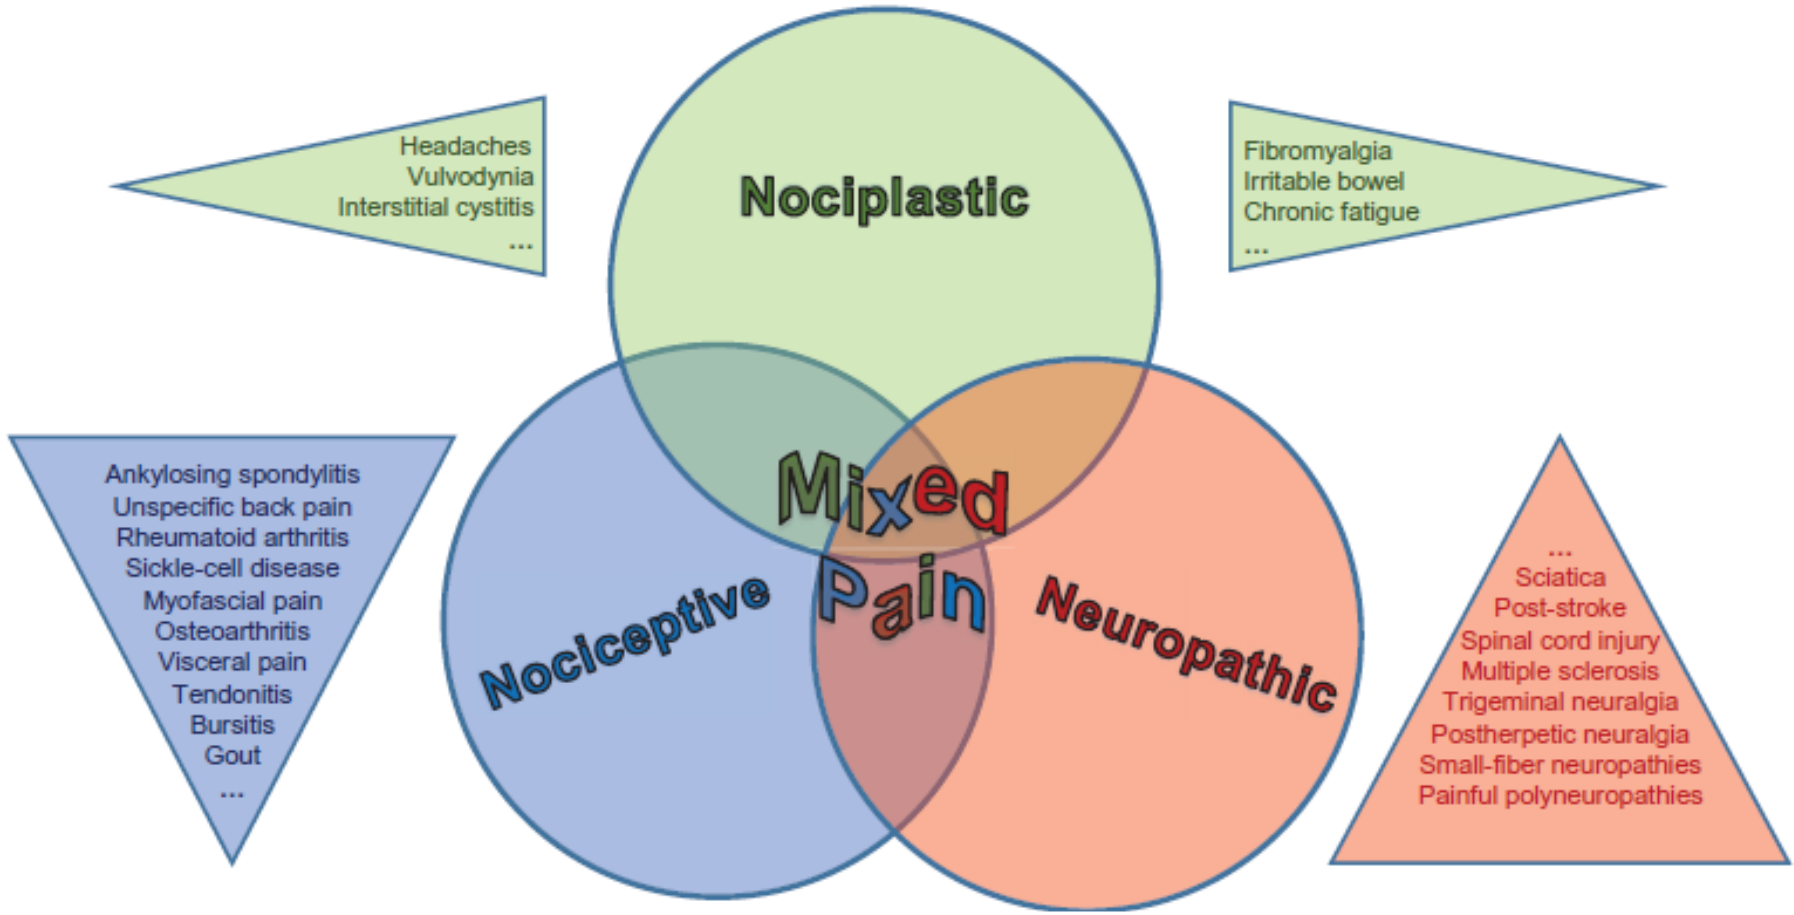 Headaches
Vulvodynia
Interstitial cystitis
...
Nociplastic
Fibromyalgia
Irritable bowel
Chronic fatigue
...
Ankylosing spondylitis
Unspecific back pain
Rheumatoid arthritis
Sickle-cell disease
Myofascial pain
Osteoarthritis
Visceral pain
Tendonitis
Bursitis
Gout
...
Mixed
Pain
Nociceptive
Neuropathic
...
Sciatica
Post-stroke
Spinal cord injury
Multiple sclerosis
Trigeminal neuralgia
Postherpetic neuralgia
Small-fiber neuropathies
Painful polyneuropathies